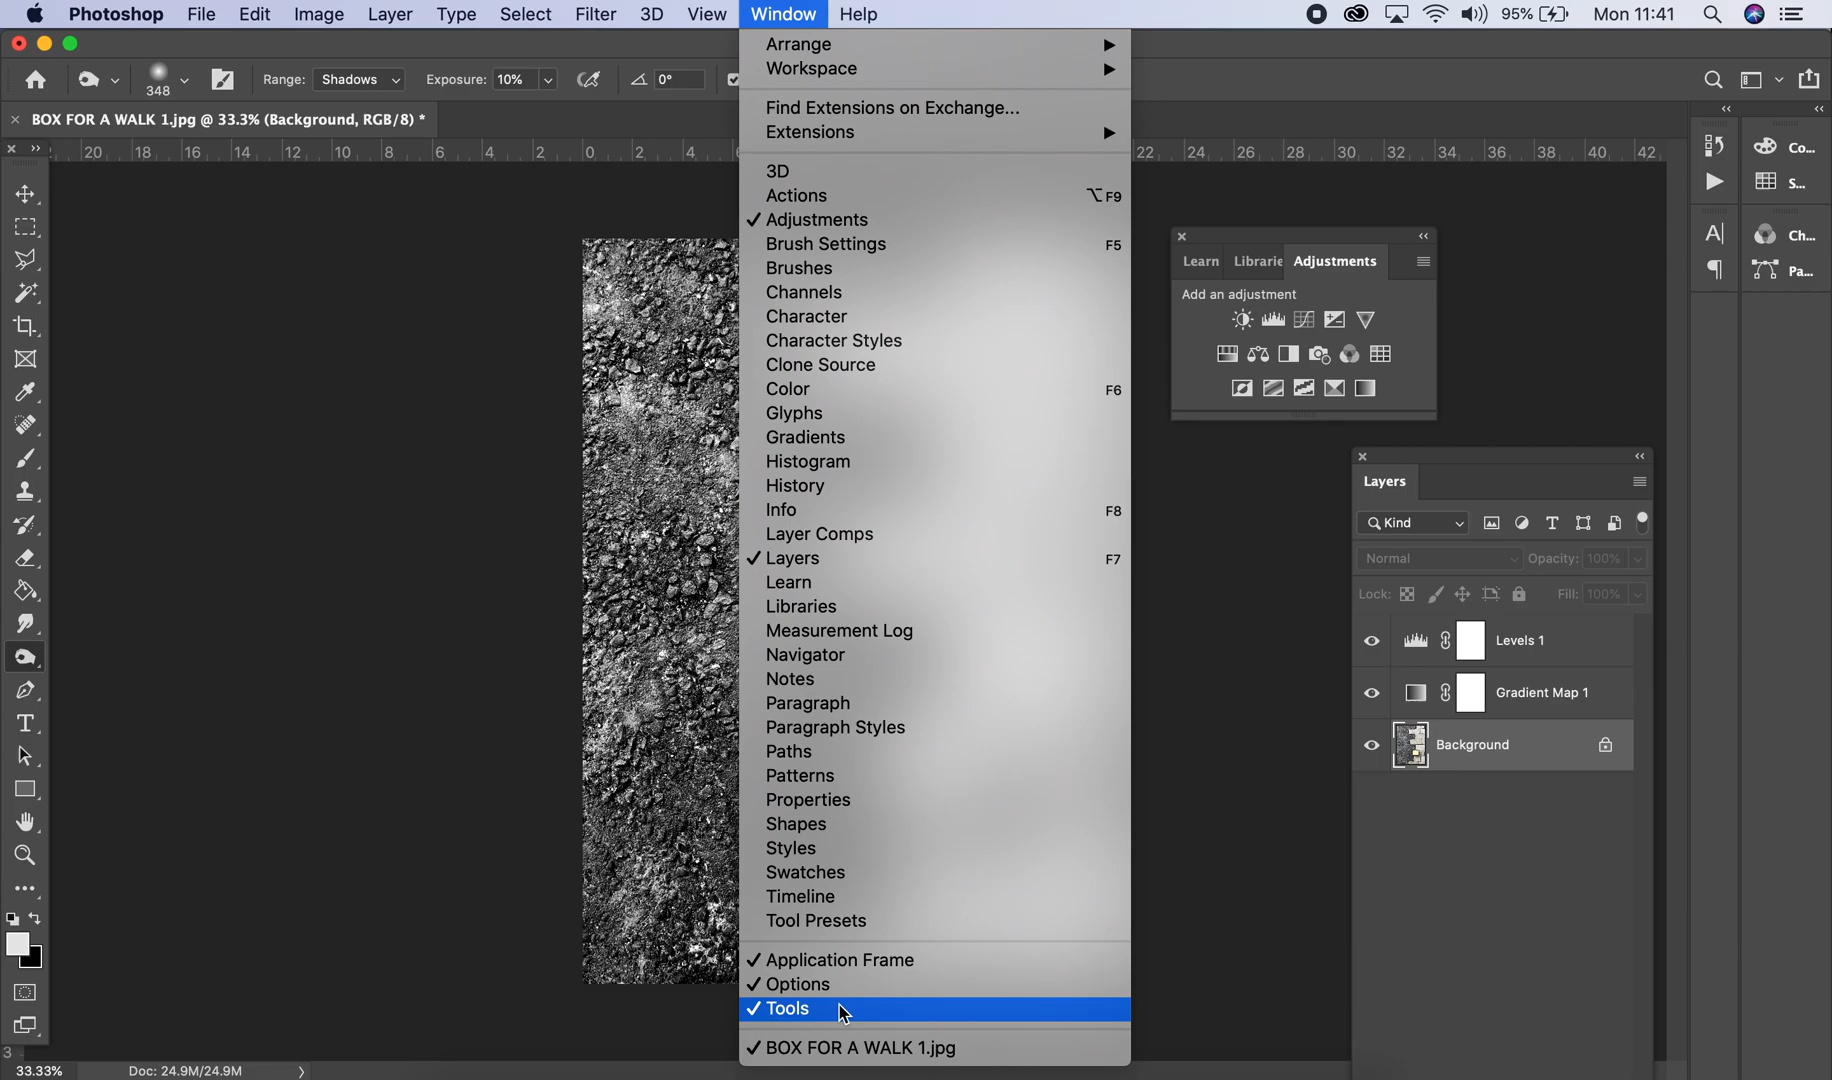 Photoshop File Edit Image Layer Type Select Filter 3D View Window Help 95% Mon 11:41
348 Range: Shadows Exposure: 10% 0°
BOX FOR A WALK 1.jpg @ 33.3% (Background, RGB/8) *
20 18 16 14 12 10 8 6 4 2 0 2 4 22 24 26 28 30 32 34 36 38 40 42
Arrange
Workspace
Find Extensions on Exchange...
Extensions
3D
Actions ⌥F9
Adjustments
Brush Settings F5
Brushes
Channels
Character
Character Styles
Clone Source
Color F6
Glyphs
Gradients
Histogram
History
Info F8
Layer Comps
Layers F7
Learn
Libraries
Measurement Log
Navigator
Notes
Paragraph
Paragraph Styles
Paths
Patterns
Properties
Shapes
Styles
Swatches
Timeline
Tool Presets
Application Frame
Options
Tools
BOX FOR A WALK 1.jpg
Learn Librarie Adjustments
Add an adjustment
Layers
Kind
Normal Opacity: 100%
Lock: Fill: 100%
Levels 1
Gradient Map 1
Background
Co...
S...
Ch...
Pa...
3
33.33% Doc: 24.9M/24.9M